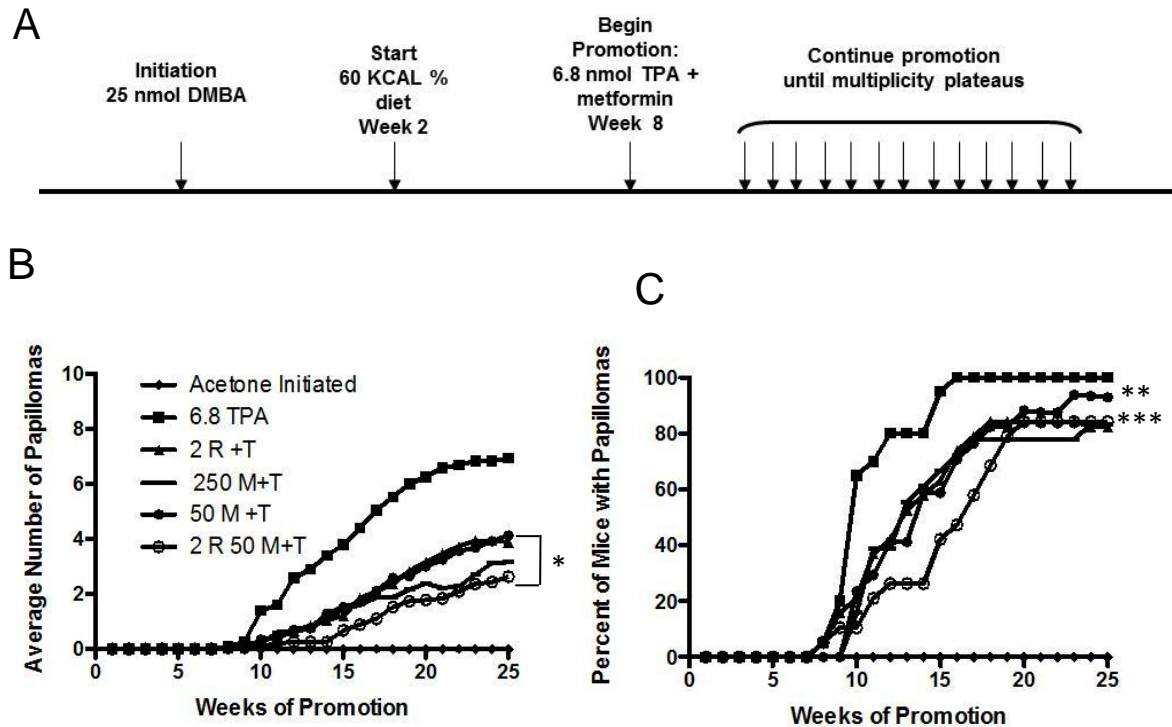 A
Initiation
25 nmol DMBA
Start
60 KCAL %
diet
Week 2
Begin
Promotion:
6.8 nmol TPA +
metformin
Week 8
Continue promotion
until multiplicity plateaus
B
Average Number of Papillomas
10
8
6
4
2
0
Acetone Initiated
6.8 TPA
2 R +T
250 M+T
50 M +T
2 R 50 M+T
*
0
5
10
15
20
25
Weeks of Promotion
C
Percent of Mice with Papillomas
100
80
60
40
20
0
**
***
0
5
10
15
20
25
Weeks of Promotion